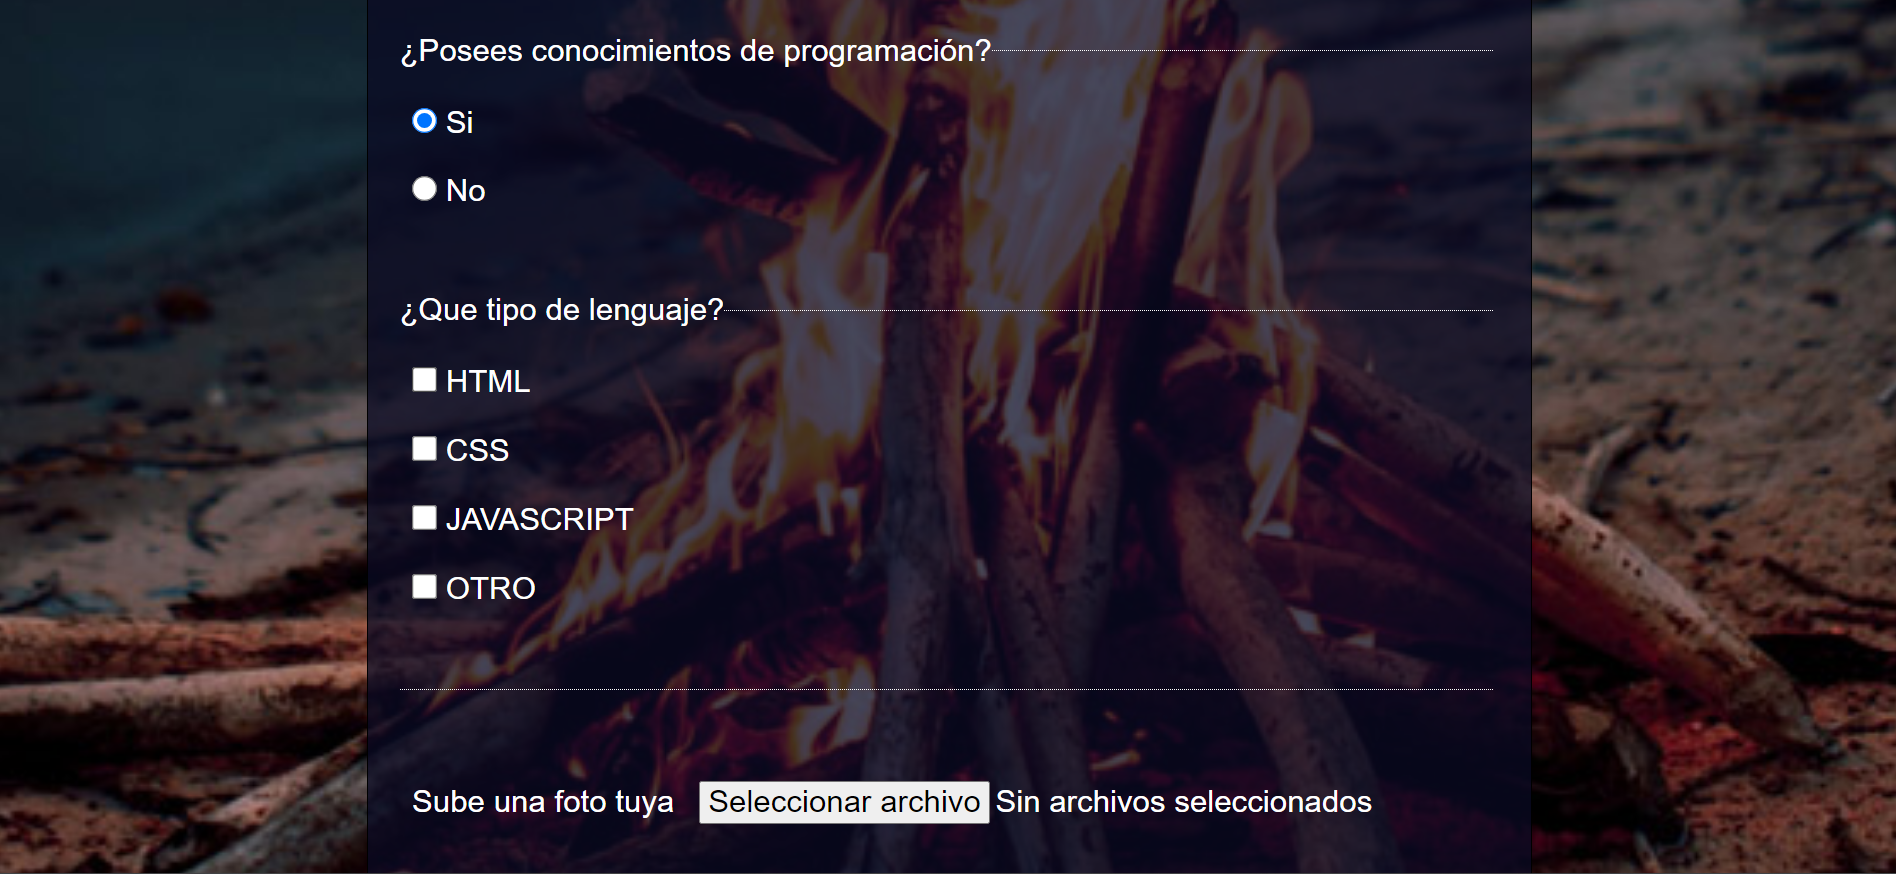 ¿Posees conocimientos de programación?
Si
No
¿Que tipo de lenguaje?
HTML
CSS
JAVASCRIPT
OTRO
Sube una foto tuya Seleccionar archivo Sin archivos seleccionados